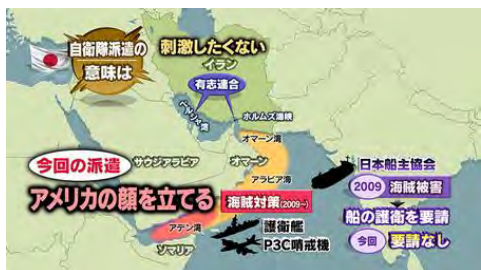 自衛隊派遣の
意味は
刺激したくない
イラン
有志連合
ペルシャ湾
ホルムズ海峡
オマーン湾
今回の派遣
サウジアラビア
オマーン
アラビア海
アメリカの顔を立てる
海賊対策(2009~)
アデン湾
ソマリア
護衛艦
P3C哨戒機
日本船主協会
2009 海賊被害
船の護衛を要請
今回 要請なし